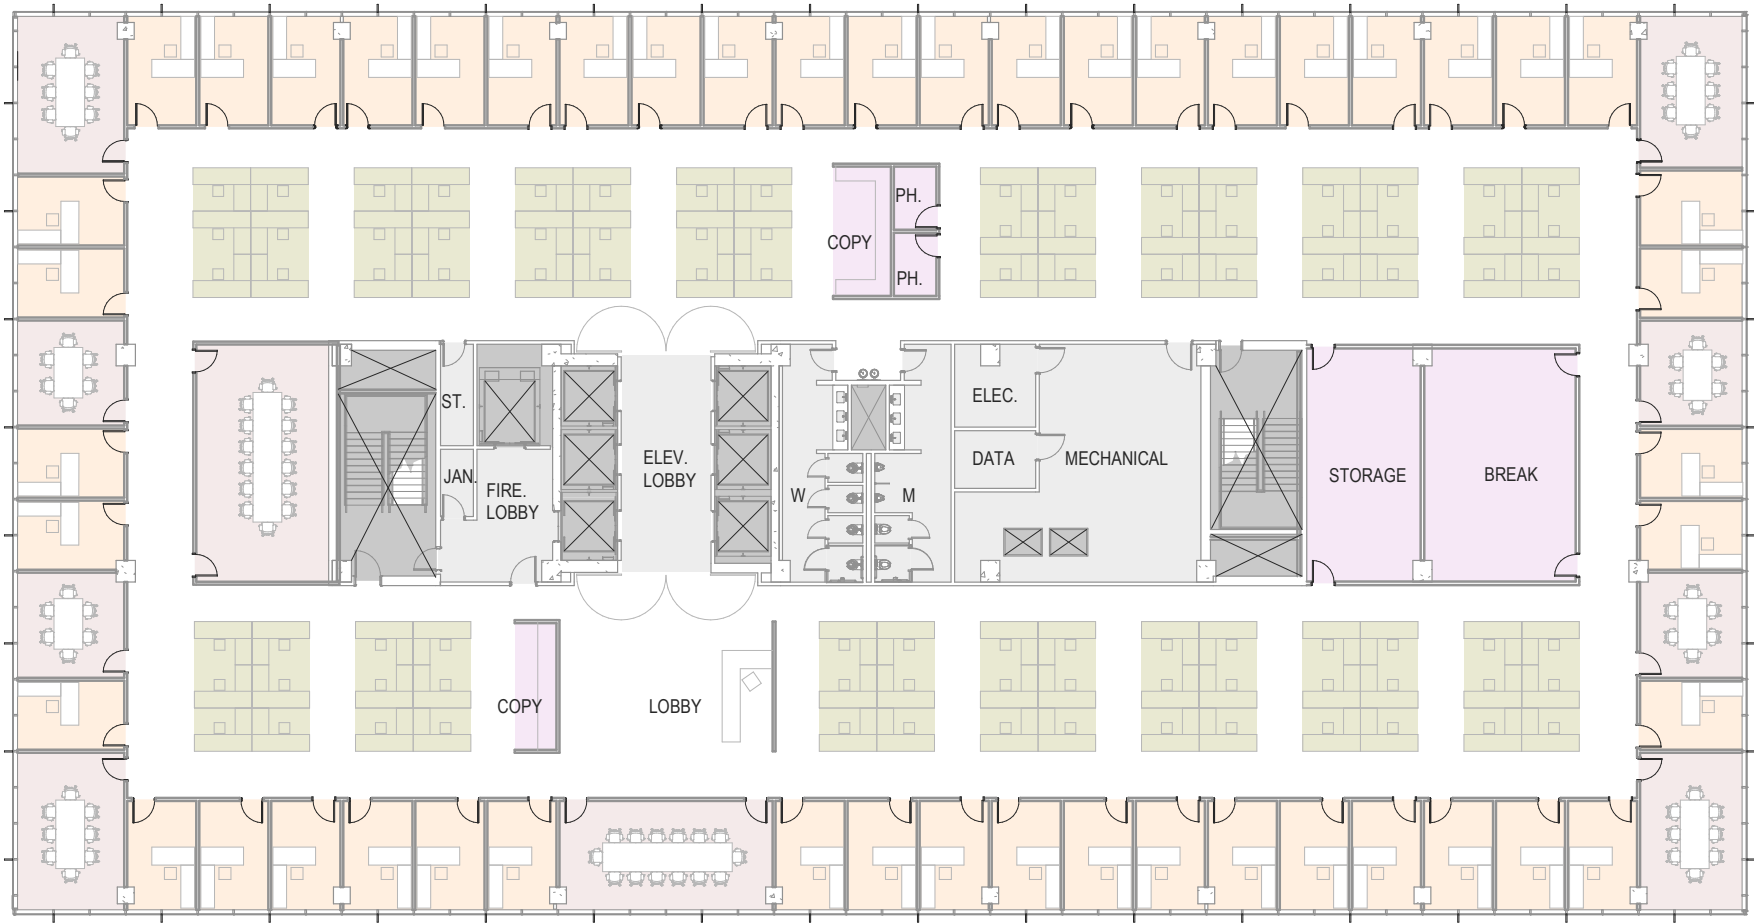 PH.
COPY
PH.
ELEC.
ST.
ELEV.
LOBBY
DATA
MECHANICAL
JAN.
STORAGE
BREAK
FIRE.
LOBBY
W
M
COPY
LOBBY